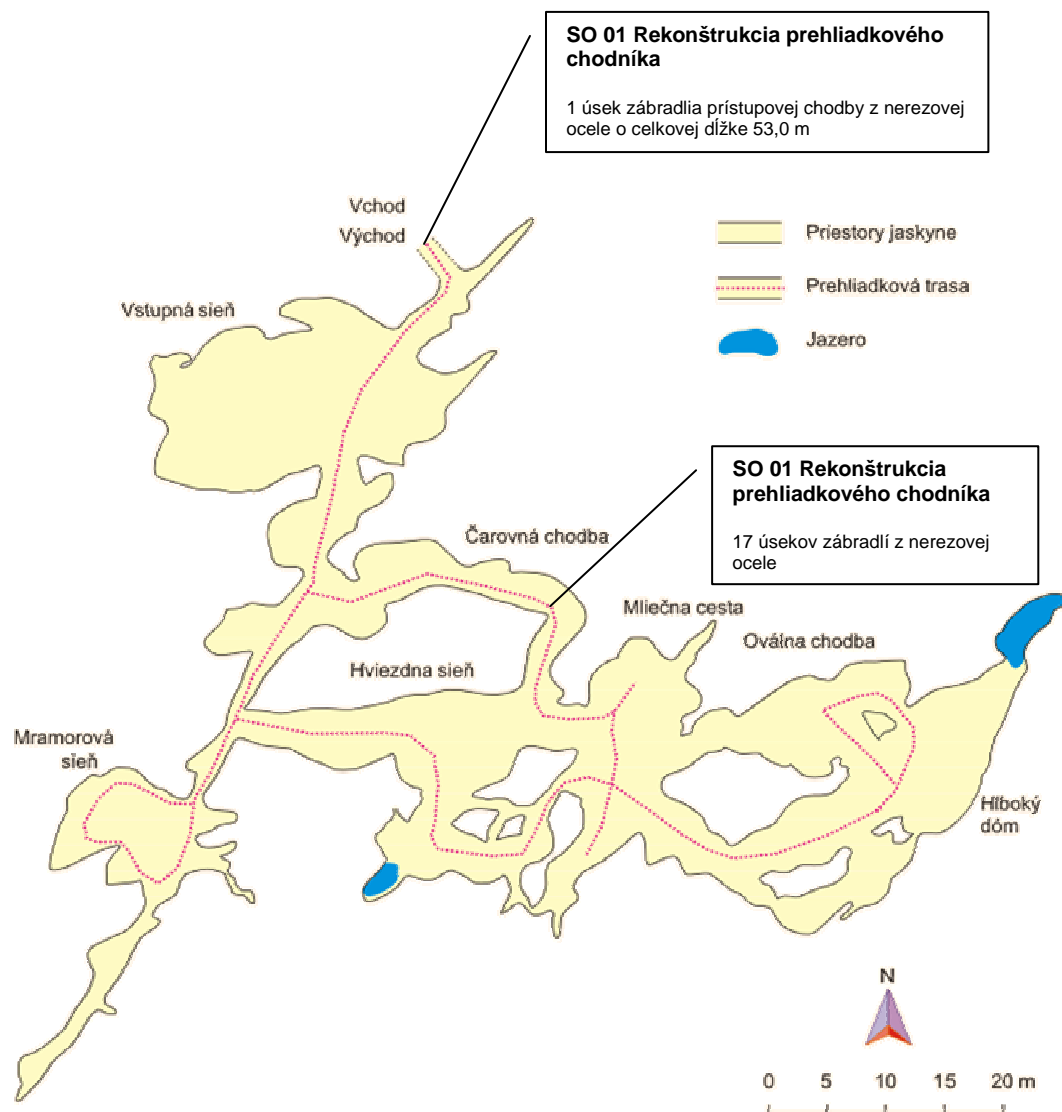 SO 01 Rekonštrukcia prehliadkového
chodníka
1 úsek zábradlia prístupovej chodby z nerezovej
ocele o celkovej dĺžke 53,0 m
Vchod
Východ
Priestory jaskyne
Prehliadková trasa
Jazero
Vstupná sieň
SO 01 Rekonštrukcia
prehliadkového chodníka
17 úsekov zábradlí z nerezovej
ocele
Čarovná chodba
Mliečna cesta
Oválna chodba
Hviezdna sieň
Mramorová
sieň
Hlboký
dóm
N
0 5 10 15 20 m